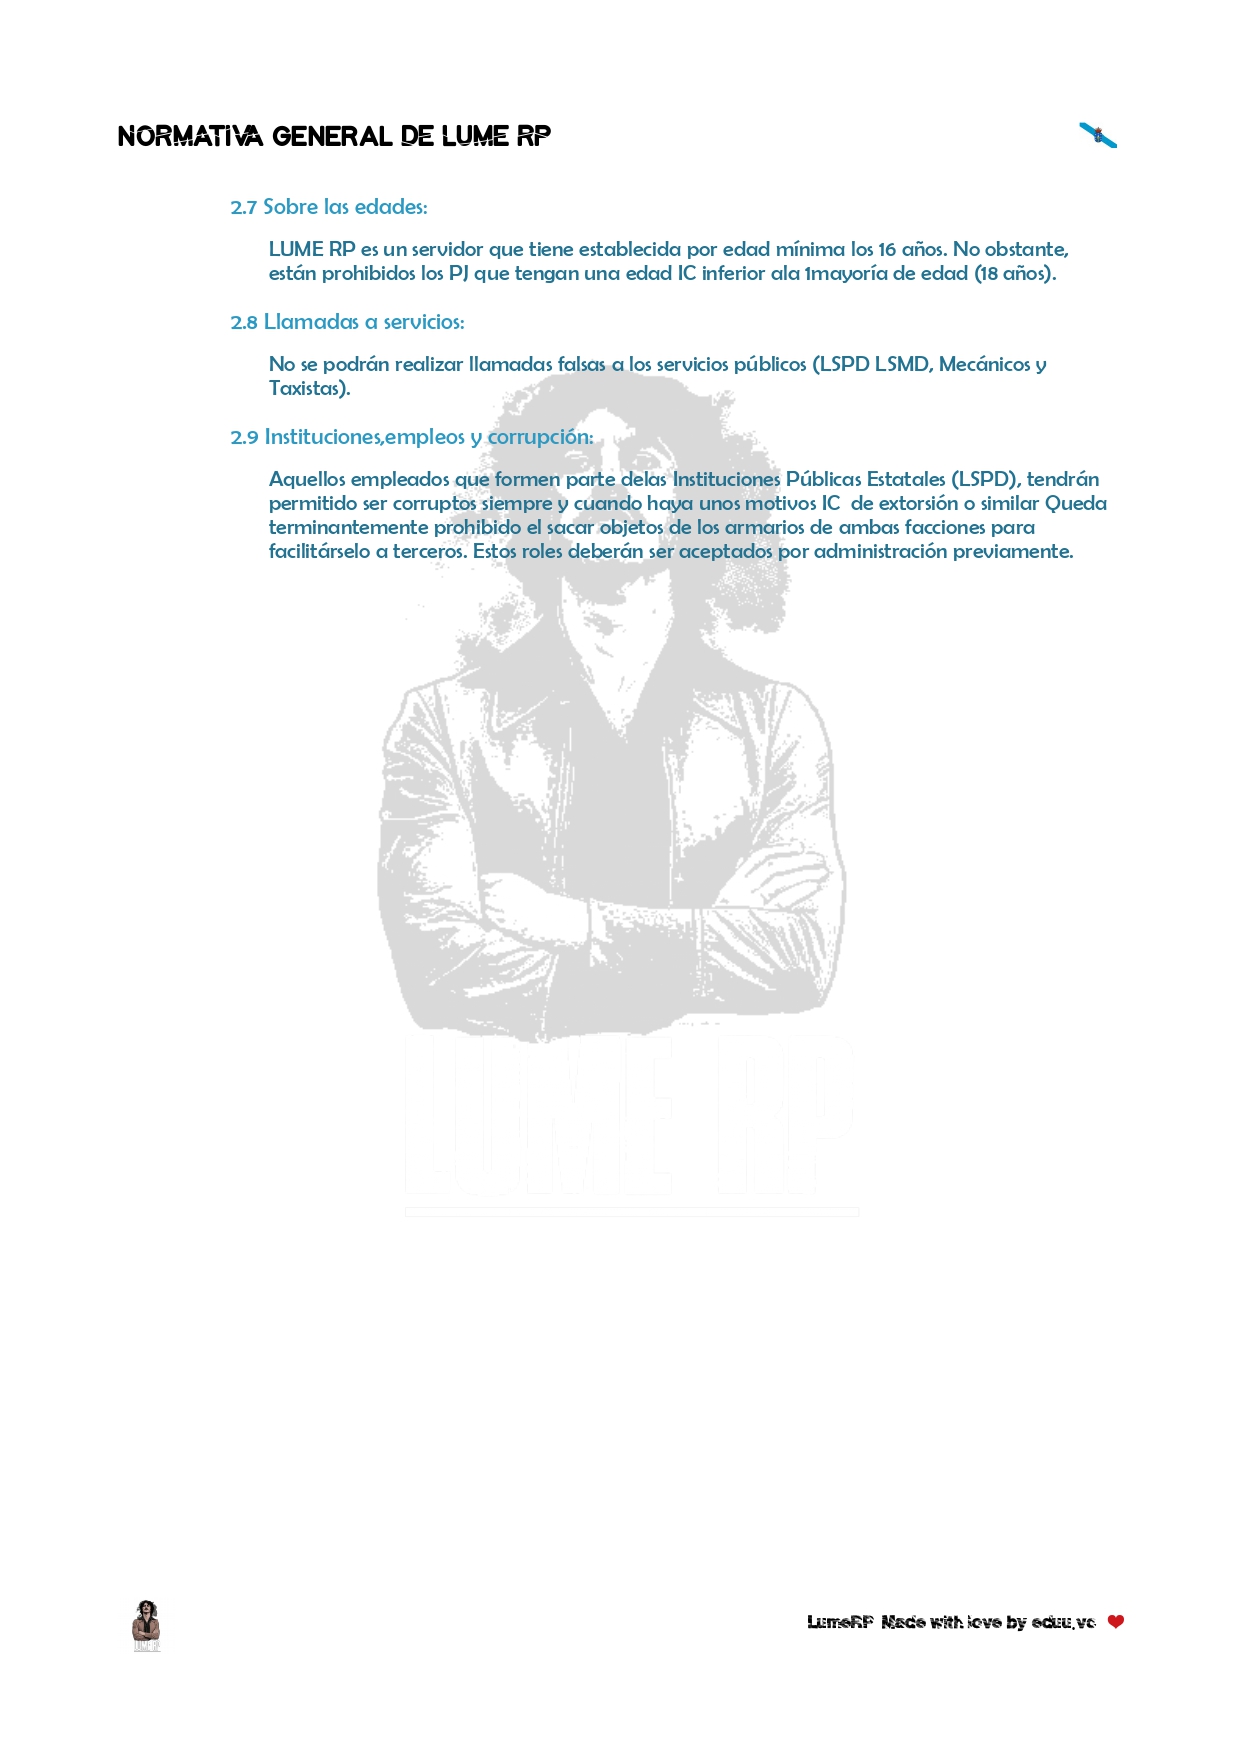 NORMATIVA GENERAL DE LUME RP
2.7 Sobre las edades:
LUME RP es un servidor que tiene establecida por edad mínima los 16 años. No obstante,
están prohibidos los PJ que tengan una edad IC inferior ala 1mayoría de edad (18 años).
2.8 Llamadas a servicios:
No se podrán realizar llamadas falsas a los servicios públicos (LSPD LSMD, Mecánicos y
Taxistas).
2.9 Instituciones,empleos y corrupción:
Aquellos empleados que formen parte delas Instituciones Públicas Estatales (LSPD), tendrán
permitido ser corruptos siempre y cuando haya unos motivos IC  de extorsión o similar Queda
terminantemente prohibido el sacar objetos de los armarios de ambas facciones para
facilitárselo a terceros. Estos roles deberán ser aceptados por administración previamente.
LUME RP
LUME RP
LumeRP Made with love by eduu.vc